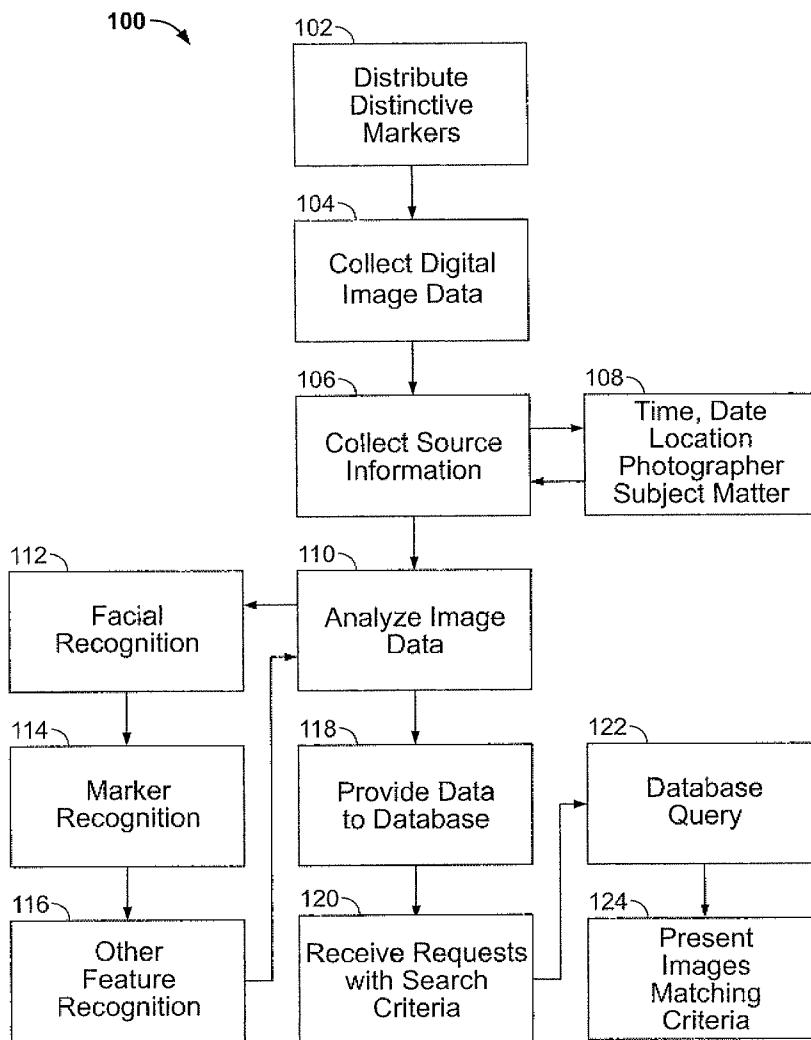 100
102
Distribute
Distinctive
Markers
104
Collect Digital
Image Data
106
Collect Source
Information
108
Time, Date
Location
Photographer
Subject Matter
110
Analyze Image
Data
112
Facial
Recognition
114
Marker
Recognition
116
Other
Feature
Recognition
118
Provide Data
to Database
120
Receive Requests
with Search
Criteria
122
Database
Query
124
Present
Images
Matching
Criteria